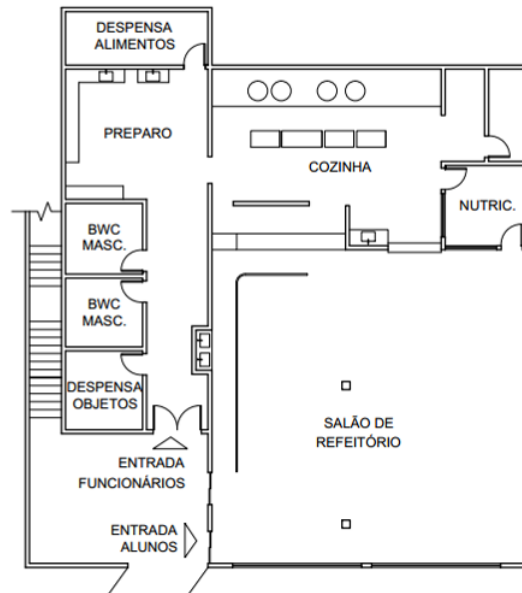 DESPENSA
ALIMENTOS
PREPARO
COZINHA
NUTRIC.
BWC
MASC.
BWC
MASC.
DESPENSA
OBJETOS
SALÃO DE
REFEITÓRIO
ENTRADA
FUNCIONÁRIOS
ENTRADA
ALUNOS